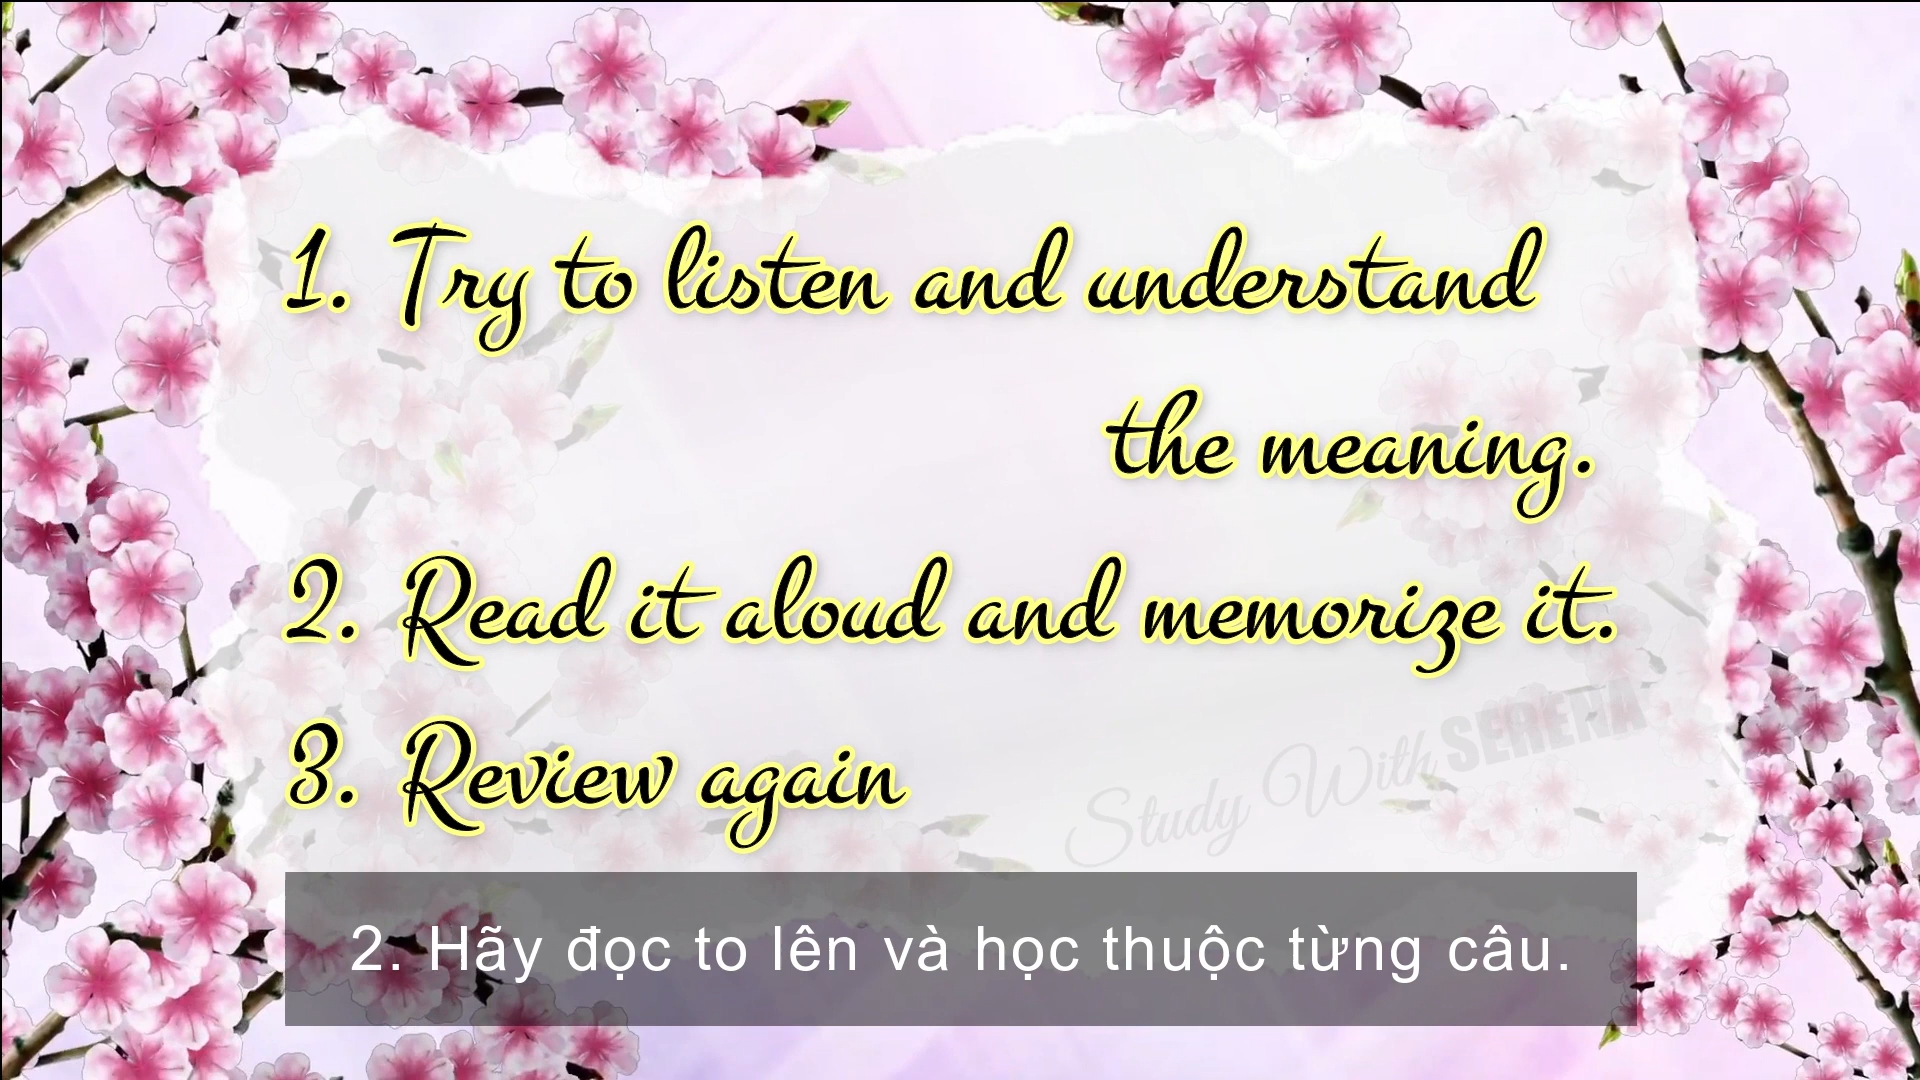 1. Try to listen and understand
the meaning.
2. Read it aloud and memorize it.
3. Review again
Study With SERENA
2. Hãy đọc to lên và học thuộc từng câu.